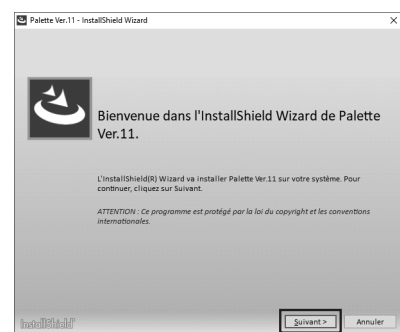 Palette Ver.11 - InstallShield Wizard
Bienvenue dans l'InstallShield Wizard de Palette
Ver.11.
L'InstallShield(R) Wizard va installer Palette Ver.11 sur votre système. Pour
continuer, cliquez sur Suivant.
ATTENTION : Ce programme est protégé par la loi du copyright et les conventions
internationales.
InstallShield
Suivant >
Annuler